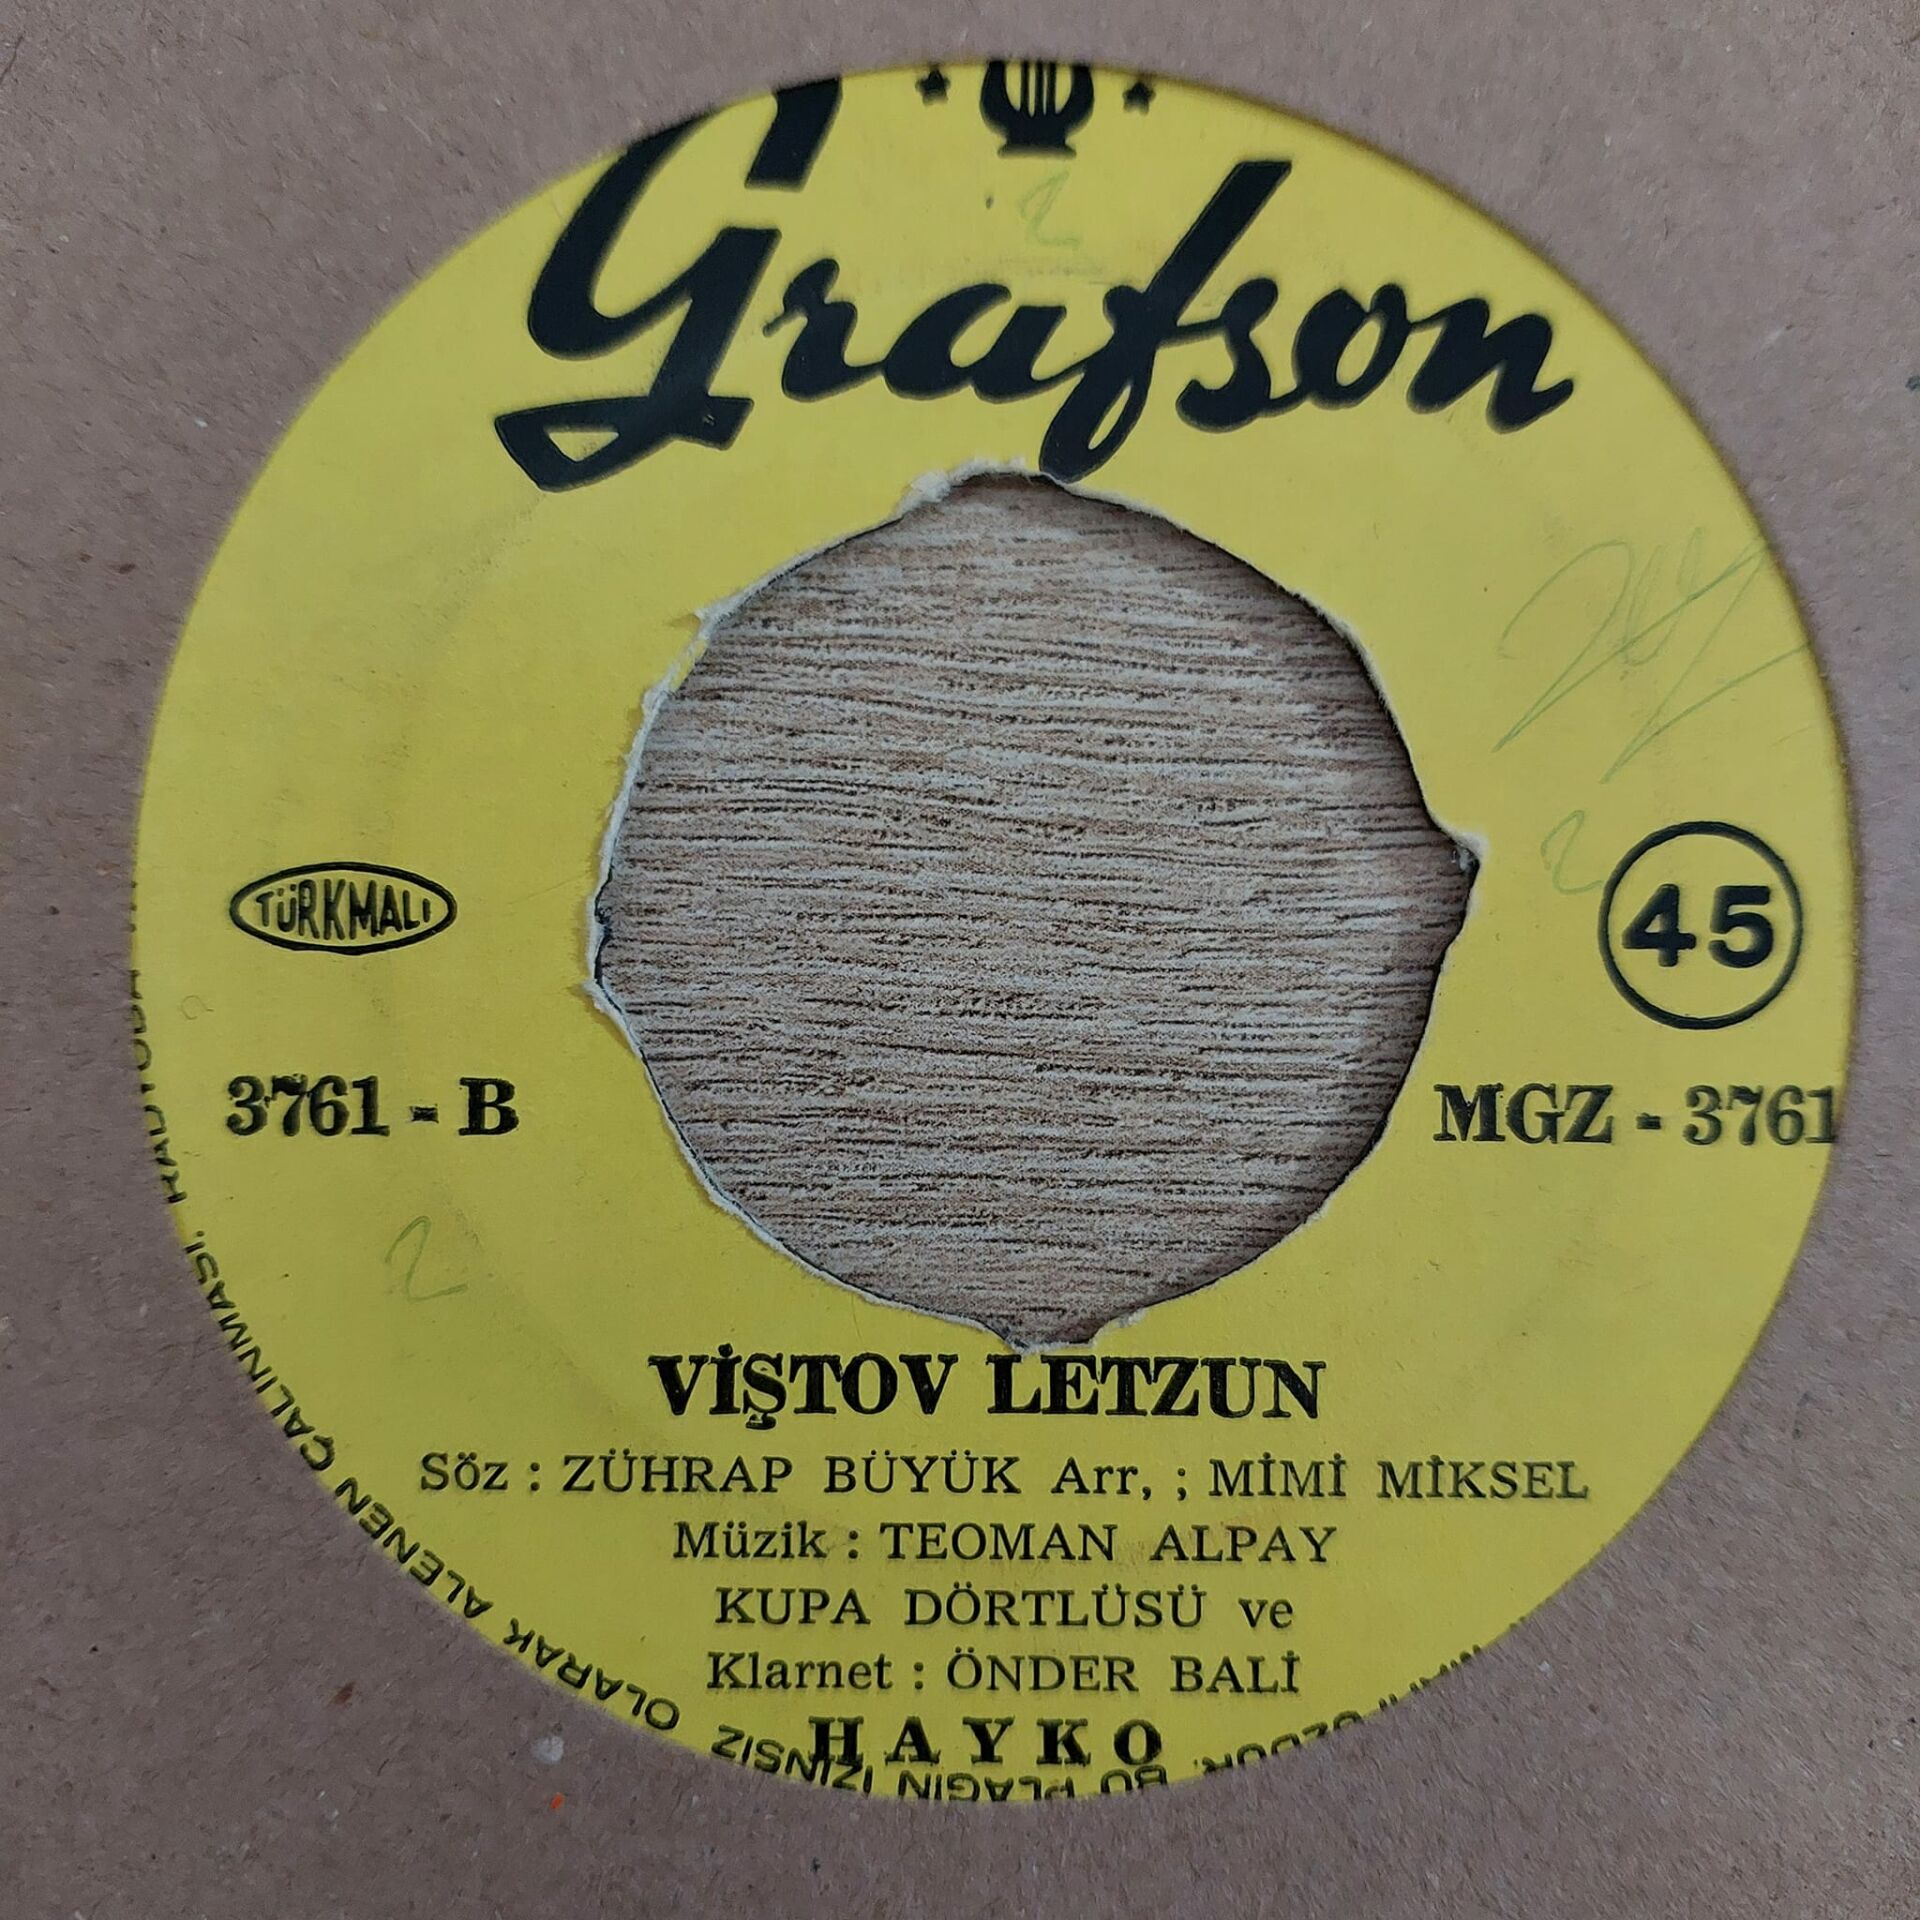 Grafson
TÜRKMALI
45
3761 - B
MGZ - 3761
VİŞTOV LETZUN
Söz : ZÜHRAP BÜYÜK Arr, ; MİMİ MİKSEL
Müzik : TEOMAN ALPAY
KUPA DÖRTLÜSÜ ve
Klarnet : ÖNDER BALİ
HAYKO
BU PLAĞIN İZİNSİZ OLARAK ALENEN ÇALINMASI,